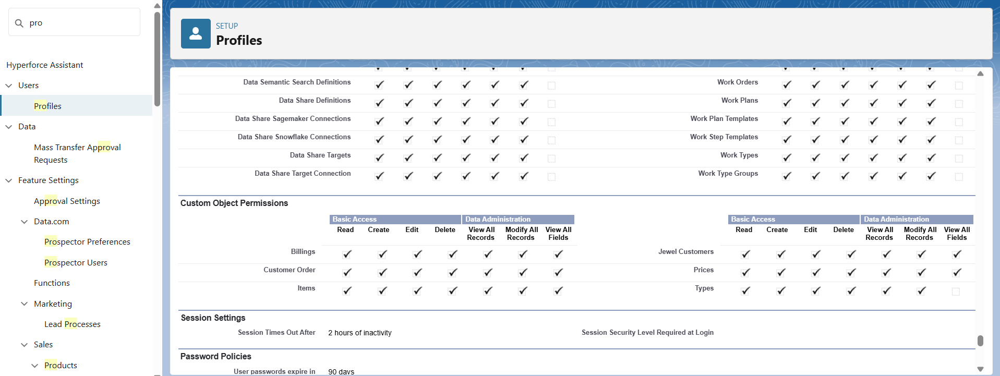 pro
Hyperforce Assistant
Users
Profiles
Data
Mass Transfer Approval
Requests
Feature Settings
Approval Settings
Data.com
Prospector Preferences
Prospector Users
Functions
Marketing
Lead Processes
Sales
Products
SETUP
Profiles
Data Semantic Search Definitions
Work Orders
Data Share Definitions
Work Plans
Data Share Sagemaker Connections
Work Plan Templates
Data Share Snowflake Connections
Work Step Templates
Data Share Targets
Work Types
Data Share Target Connection
Work Type Groups
Custom Object Permissions
Basic Access Data Administration
Read Create Edit Delete View All Records Modify All Records View All Fields
Basic Access Data Administration
Read Create Edit Delete View All Records Modify All Records View All Fields
Billings
Jewel Customers
Customer Order
Prices
Items
Types
Session Settings
Session Times Out After 2 hours of inactivity
Session Security Level Required at Login
Password Policies
User passwords expire in 90 days